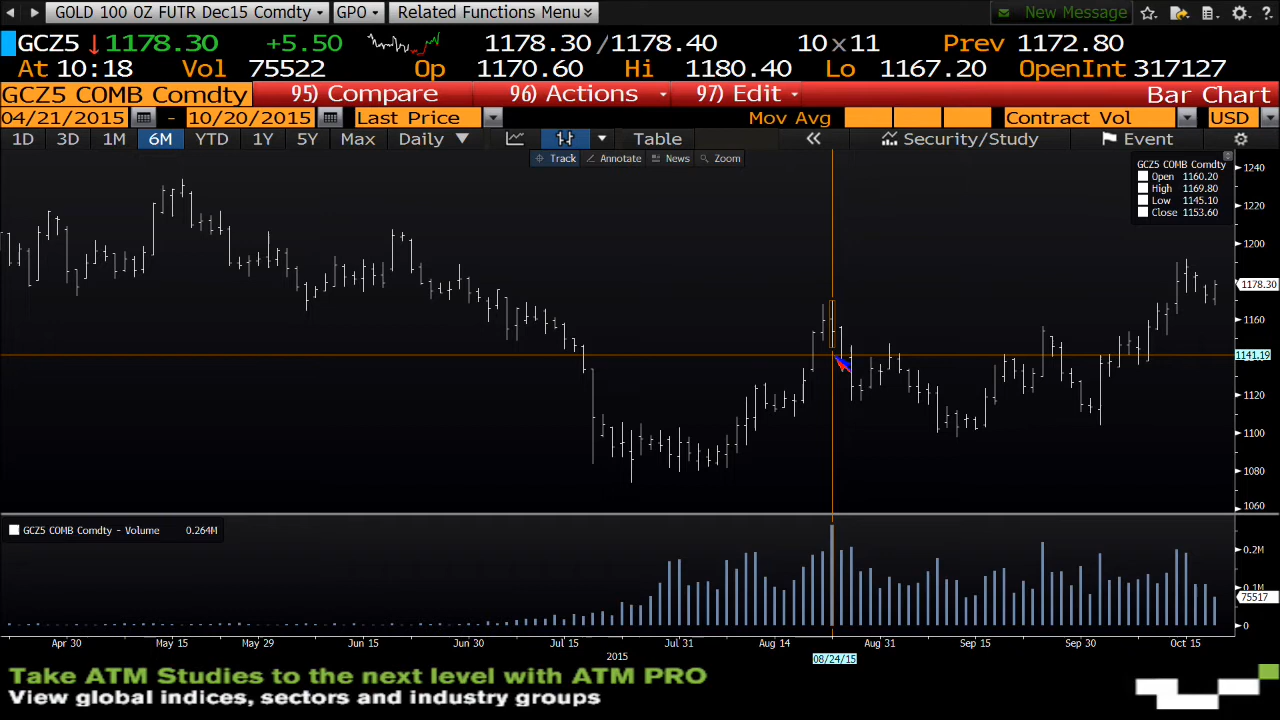 GOLD 100 OZ FUTR Dec15 Comdty GPO Related Functions Menu New Message
GCZ5 1178.30 +5.50 1178.30/1178.40 10x11 Prev 1172.80
At 10:18 Vol 75522 Op 1170.60 Hi 1180.40 Lo 1167.20 OpenInt 317127
GCZ5 COMB Comdty 95) Compare 96) Actions 97) Edit Bar Chart
04/21/2015 - 10/20/2015 Last Price Mov Avg Contract Vol USD
1D 3D 1M 6M YTD 1Y 5Y Max Daily Table Security/Study Event
Track Annotate News Zoom
GCZ5 COMB Comdty
Open 1160.20
High 1169.80
Low 1145.10
Close 1153.60
1240
1220
1200
1178.30
1160
1141.19
1120
1100
1080
1060
GCZ5 COMB Comdty - Volume 0.264M
0.2M
0.1M
75517
0
Apr 30 May 15 May 29 Jun 15 Jun 30 Jul 15 Jul 31 Aug 14 Aug 31 Sep 15 Sep 30 Oct 15
2015 08/24/15
Take ATM Studies to the next level with ATM PRO
View global indices, sectors and industry groups